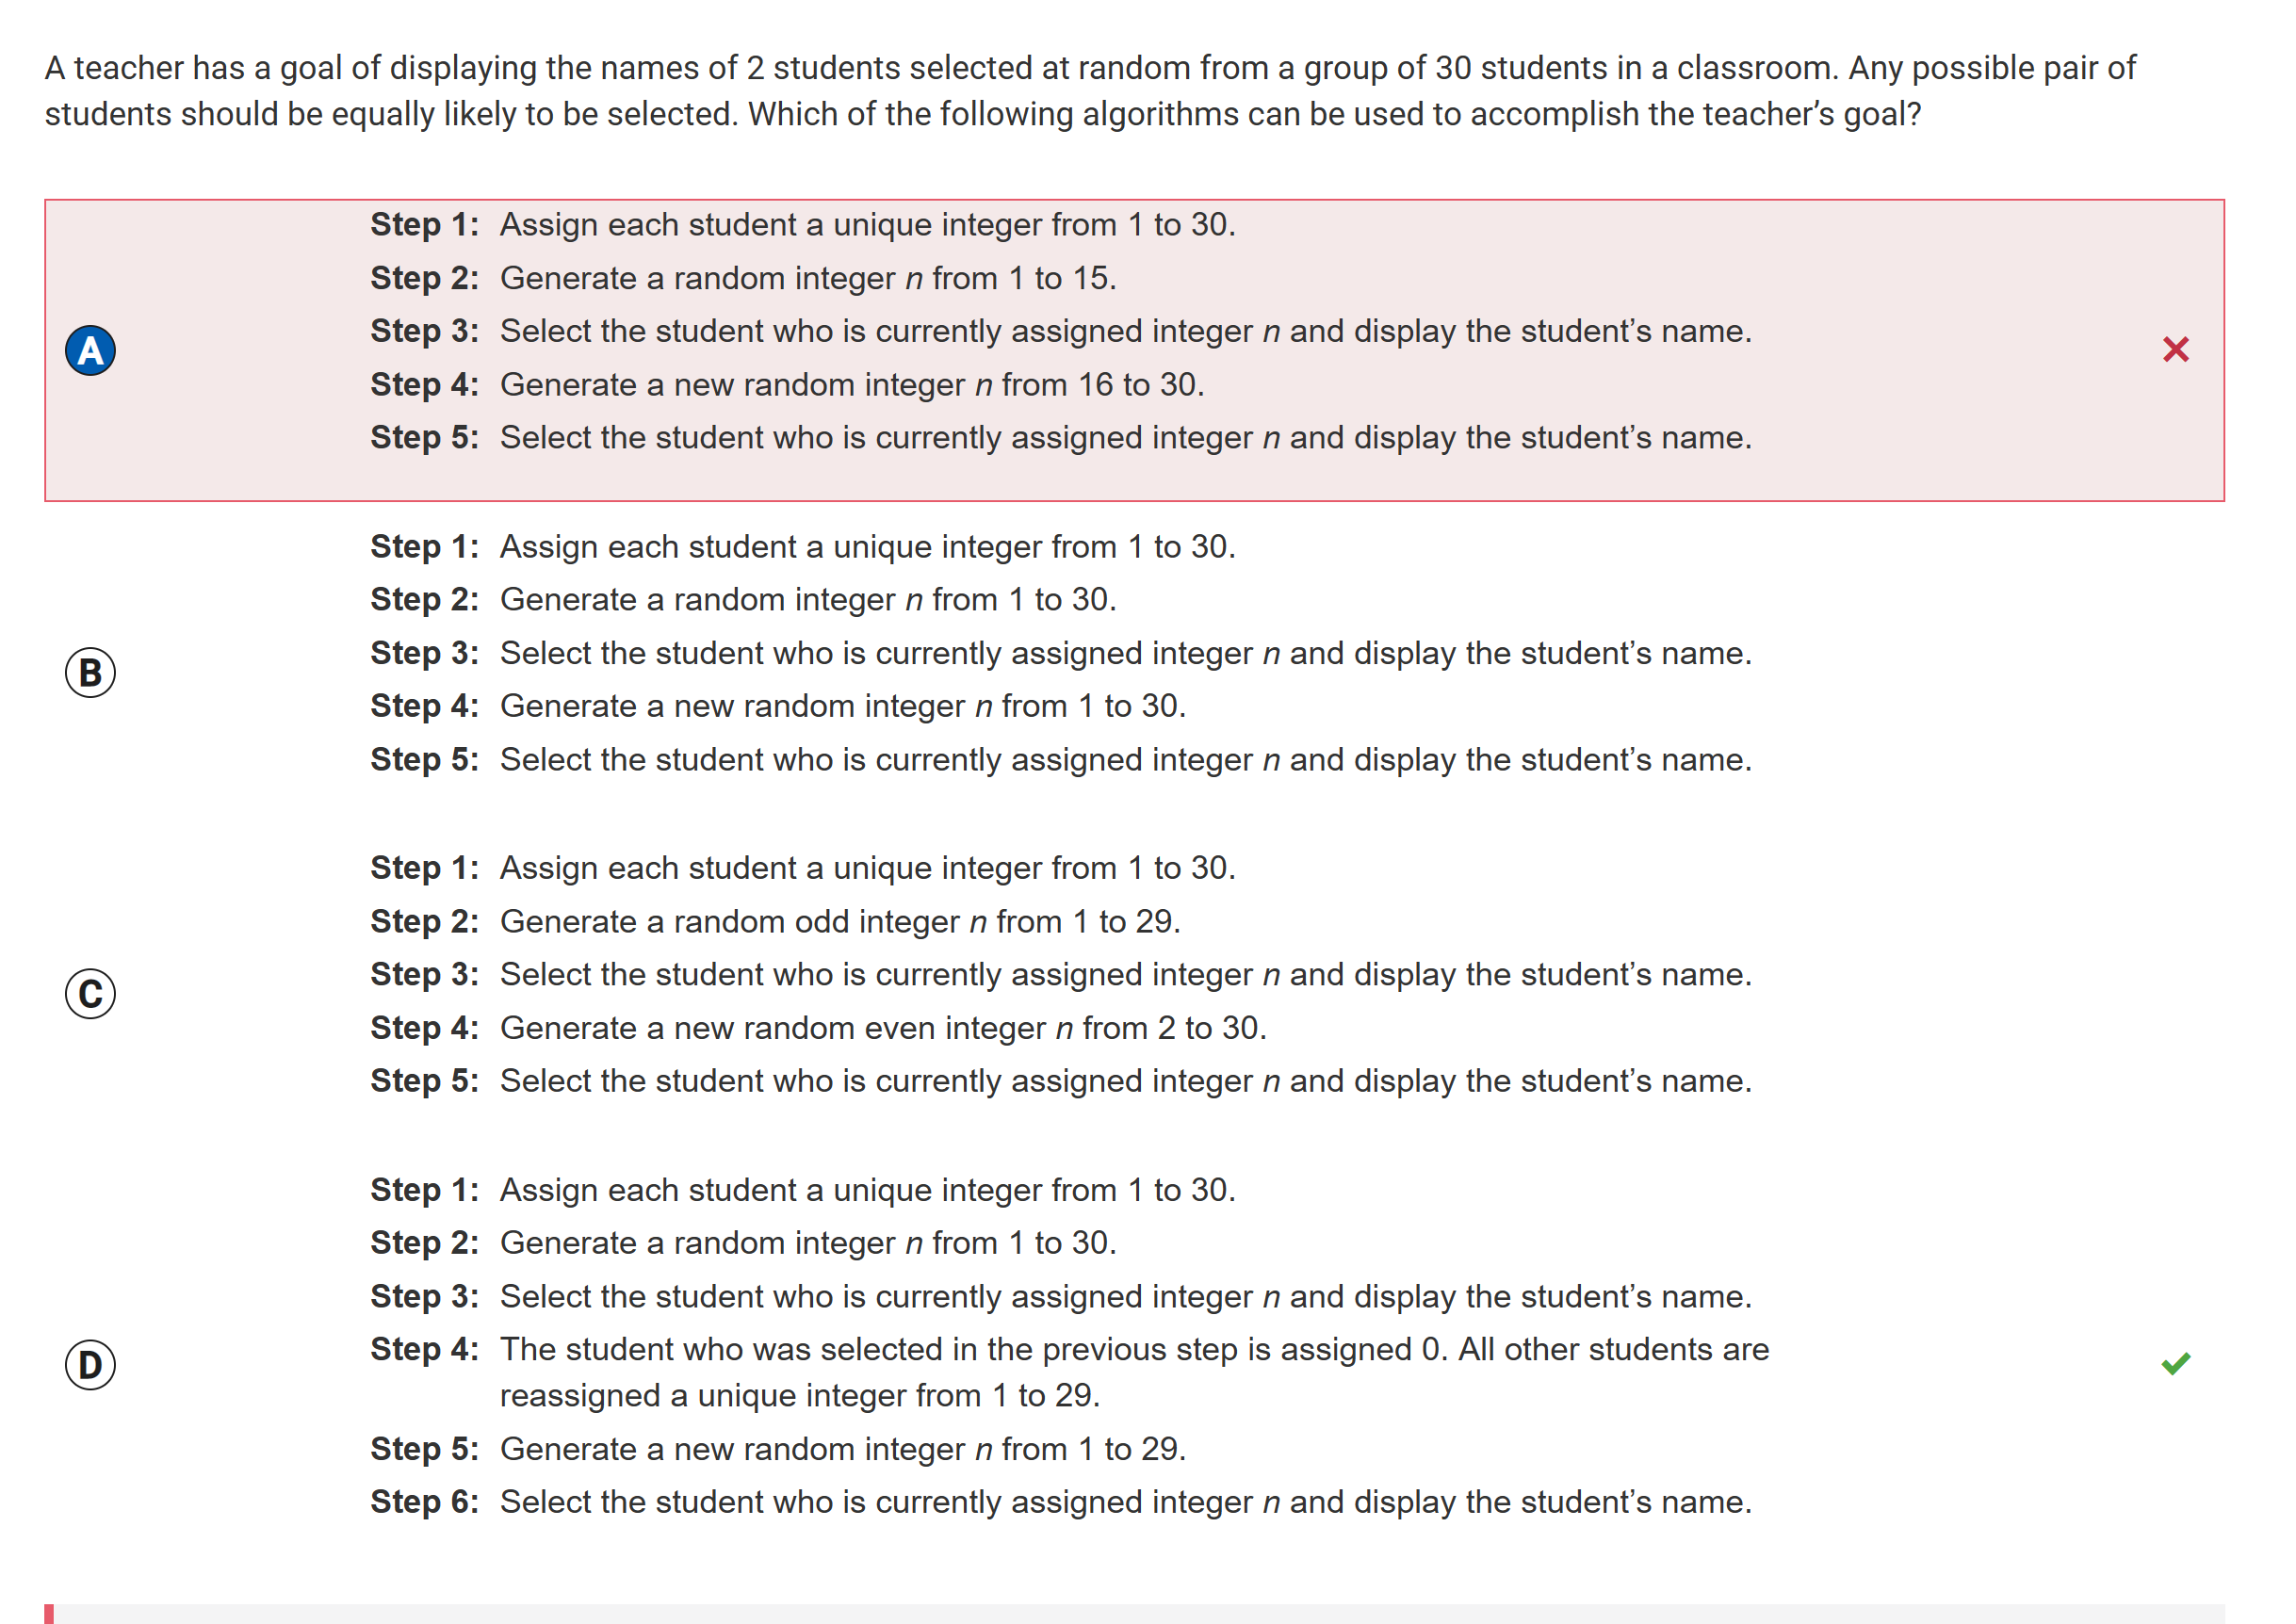 A teacher has a goal of displaying the names of 2 students selected at random from a group of 30 students in a classroom. Any possible pair of
students should be equally likely to be selected. Which of the following algorithms can be used to accomplish the teacher’s goal?
A
Step 1: Assign each student a unique integer from 1 to 30.
Step 2: Generate a random integer n from 1 to 15.
Step 3: Select the student who is currently assigned integer n and display the student’s name.
Step 4: Generate a new random integer n from 16 to 30.
Step 5: Select the student who is currently assigned integer n and display the student’s name.
B
Step 1: Assign each student a unique integer from 1 to 30.
Step 2: Generate a random integer n from 1 to 30.
Step 3: Select the student who is currently assigned integer n and display the student’s name.
Step 4: Generate a new random integer n from 1 to 30.
Step 5: Select the student who is currently assigned integer n and display the student’s name.
C
Step 1: Assign each student a unique integer from 1 to 30.
Step 2: Generate a random odd integer n from 1 to 29.
Step 3: Select the student who is currently assigned integer n and display the student’s name.
Step 4: Generate a new random even integer n from 2 to 30.
Step 5: Select the student who is currently assigned integer n and display the student’s name.
D
Step 1: Assign each student a unique integer from 1 to 30.
Step 2: Generate a random integer n from 1 to 30.
Step 3: Select the student who is currently assigned integer n and display the student’s name.
Step 4: The student who was selected in the previous step is assigned 0. All other students are
reassigned a unique integer from 1 to 29.
Step 5: Generate a new random integer n from 1 to 29.
Step 6: Select the student who is currently assigned integer n and display the student’s name.